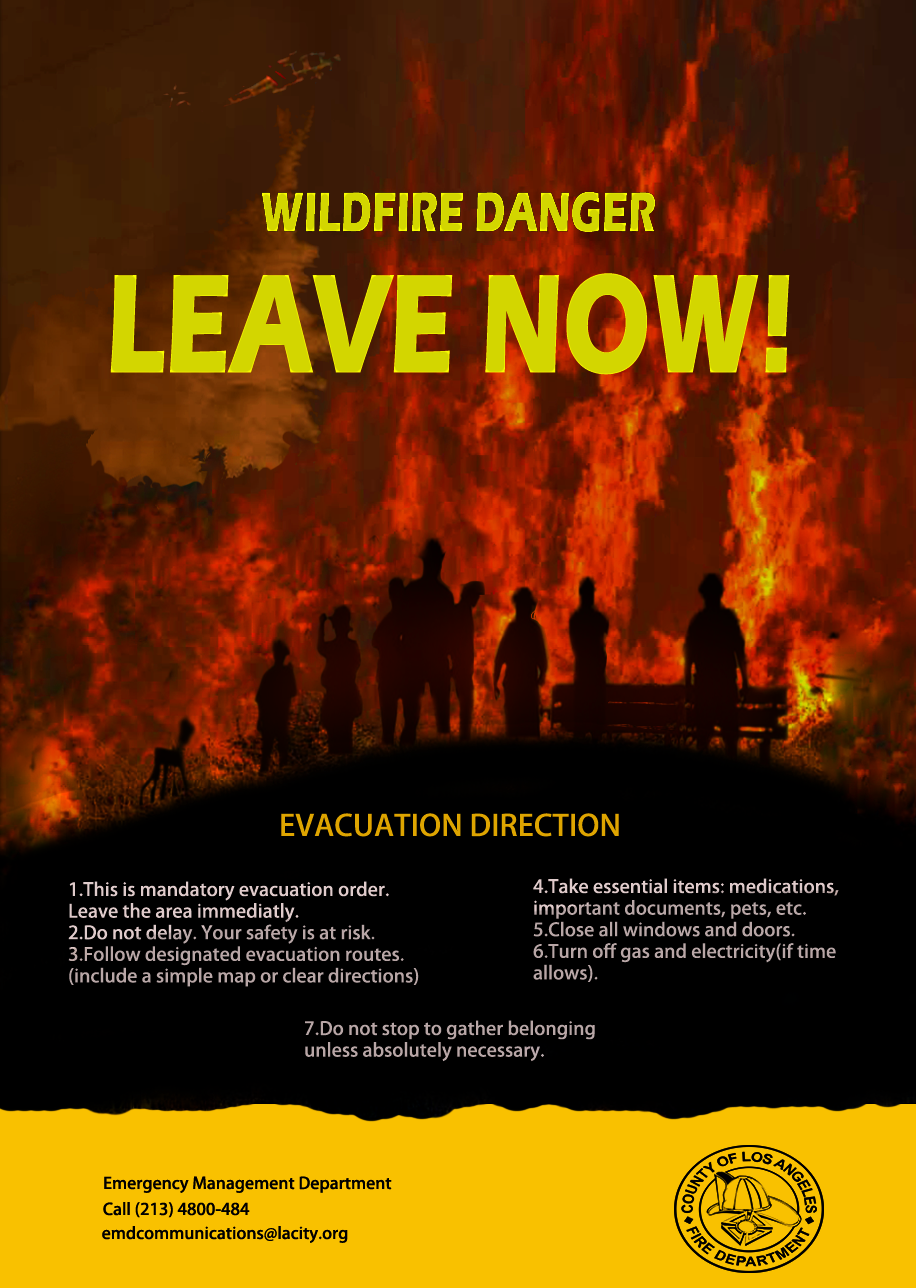 WILDFIRE DANGER
LEAVE NOW!
EVACUATION DIRECTION
1.This is mandatory evacuation order.
Leave the area immediatly.
2.Do not delay. Your safety is at risk.
3.Follow designated evacuation routes.
(include a simple map or clear directions)
4.Take essential items: medications,
important documents, pets, etc.
5.Close all windows and doors.
6.Turn off gas and electricity(if time
allows).
7.Do not stop to gather belonging
unless absolutely necessary.
Emergency Management Department
Call (213) 4800-484
emdcommunications@lacity.org
COUNTY OF LOS ANGELES
FIRE DEPARTMENT